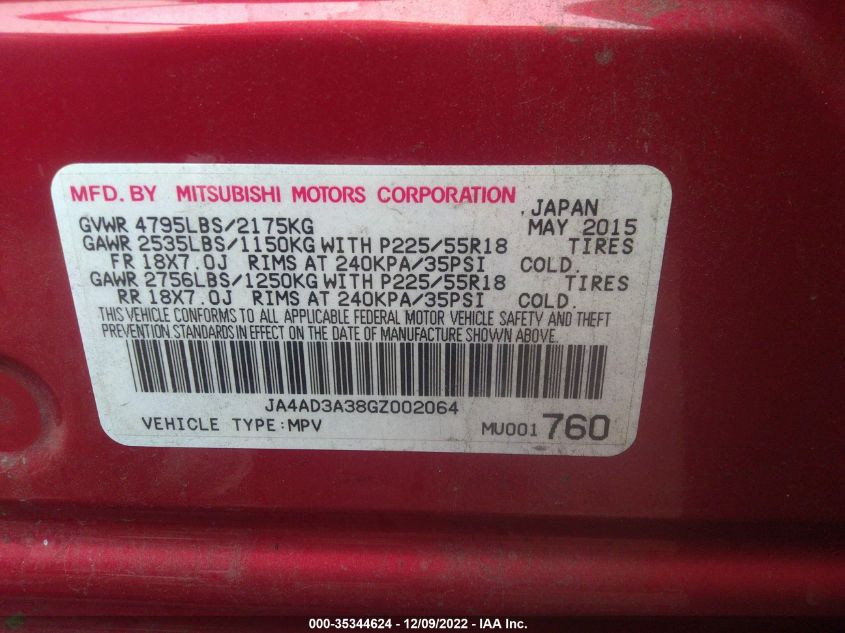 MFD. BY MITSUBISHI MOTORS CORPORATION
, JAPAN
GVWR 4795LBS/2175KG MAY 2015
GAWR 2535LBS/1150KG WITH P225/55R18 TIRES
FR 18X7.0J RIMS AT 240KPA/35PSI COLD.
GAWR 2756LBS/1250KG WITH P225/55R18 TIRES
RR 18X7.0J RIMS AT 240KPA/35PSI COLD.
THIS VEHICLE CONFORMS TO ALL APPLICABLE FEDERAL MOTOR VEHICLE SAFETY AND THEFT
PREVENTION STANDARDS IN EFFECT ON THE DATE OF MANUFACTURE SHOWN ABOVE.
JA4AD3A38GZ002064
VEHICLE TYPE:MPV MU001 760
000-35344624 - 12/09/2022 - IAA Inc.